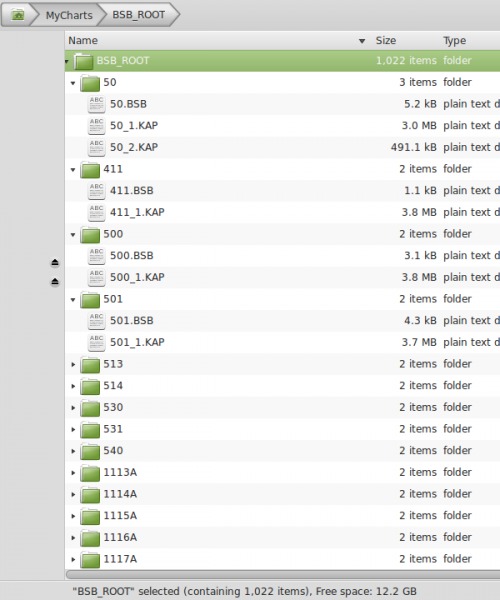 MyCharts BSB_ROOT
Name Size Type
BSB_ROOT 1,022 items folder
50 3 items folder
50.BSB 5.2 kB plain text d
50_1.KAP 3.0 MB plain text d
50_2.KAP 491.1 kB plain text d
411 2 items folder
411.BSB 1.1 kB plain text d
411_1.KAP 3.8 MB plain text d
500 2 items folder
500.BSB 3.1 kB plain text d
500_1.KAP 3.8 MB plain text d
501 2 items folder
501.BSB 4.3 kB plain text d
501_1.KAP 3.7 MB plain text d
513 2 items folder
514 2 items folder
530 2 items folder
531 2 items folder
540 2 items folder
1113A 2 items folder
1114A 2 items folder
1115A 2 items folder
1116A 2 items folder
1117A 2 items folder
"BSB_ROOT" selected (containing 1,022 items), Free space: 12.2 GB